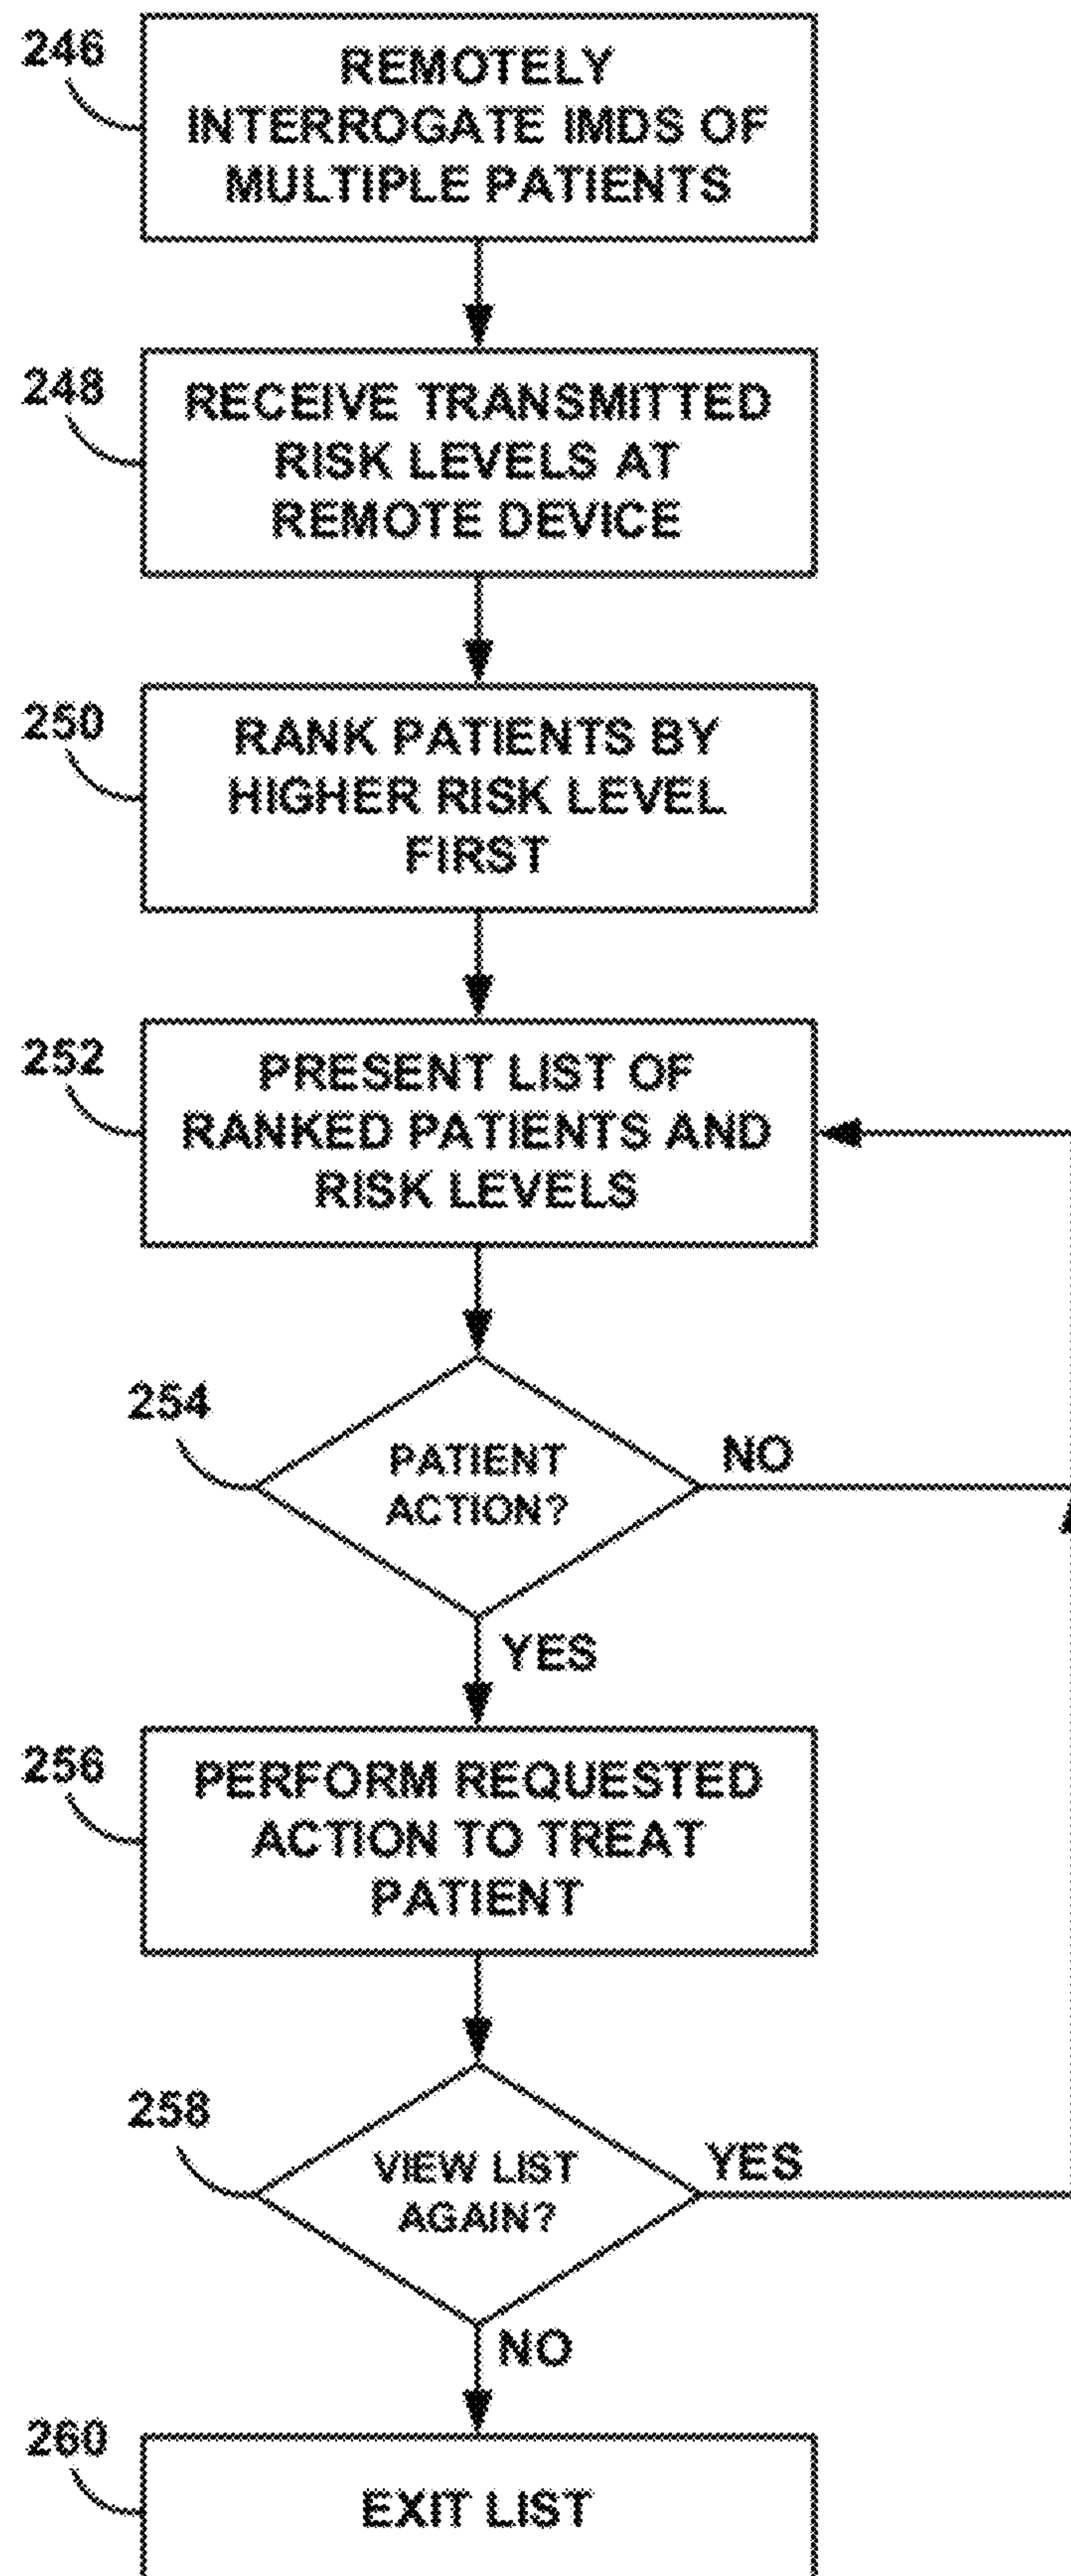 246
REMOTELY
INTERROGATE IMDS OF
MULTIPLE PATIENTS
248
RECEIVE TRANSMITTED
RISK LEVELS AT
REMOTE DEVICE
250
RANK PATIENTS BY
HIGHER RISK LEVEL
FIRST
252
PRESENT LIST OF
RANKED PATIENTS AND
RISK LEVELS
254
PATIENT
ACTION?
NO
YES
256
PERFORM REQUESTED
ACTION TO TREAT
PATIENT
258
VIEW LIST
AGAIN?
YES
NO
260
EXIT LIST